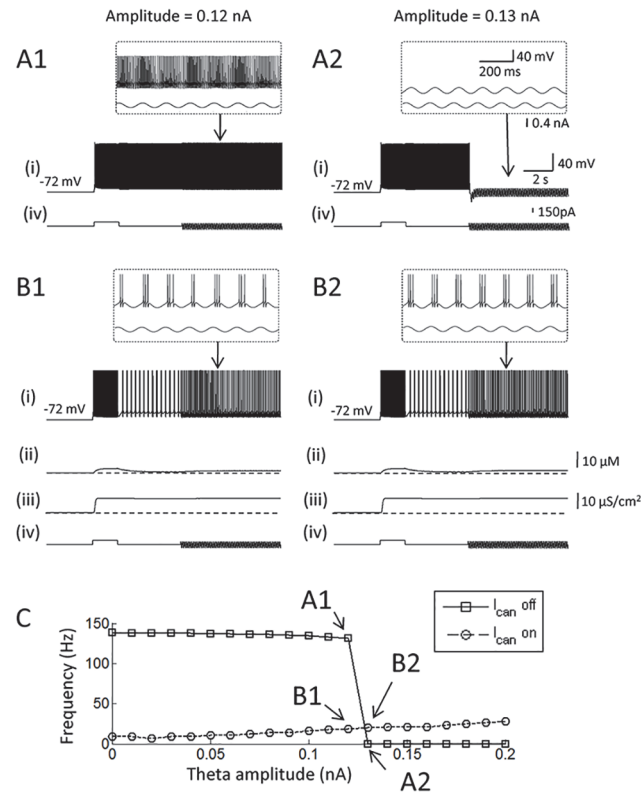 Amplitude = 0.12 nA
Amplitude = 0.13 nA
A1
A2
40 mV
200 ms
0.4 nA
(i)
-72 mV
(i)
-72 mV
40 mV
2 s
(iv)
(iv)
150pA
B1
B2
(i)
-72 mV
(i)
-72 mV
(ii)
(ii)
10 µM
(iii)
(iii)
10 µS/cm²
(iv)
(iv)
C
A1
B1
B2
A2
Ican off
Ican on
150
100
50
0
Frequency (Hz)
0
0.05
0.1
0.15
0.2
Theta amplitude (nA)